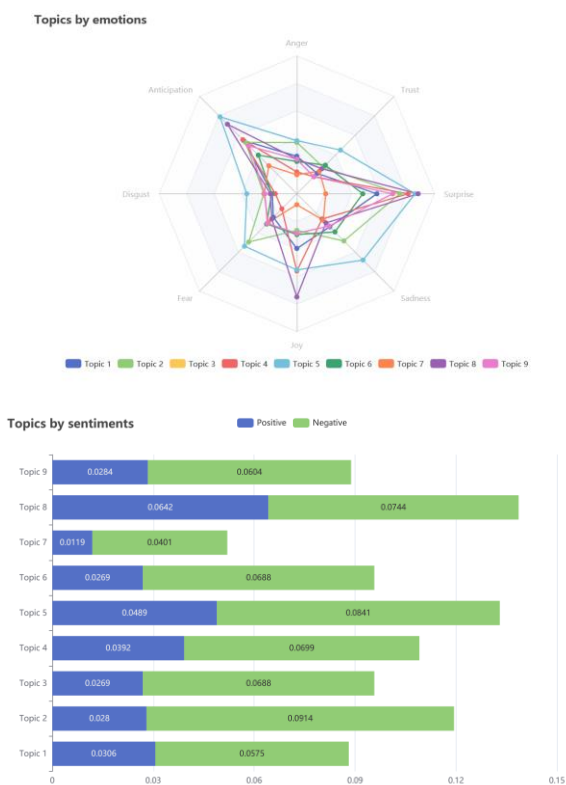 Topics by emotions
Anger
Anticipation
Trust
Disgust
Surprise
Fear
Sadness
Joy
Topic 1 Topic 2 Topic 3 Topic 4 Topic 5 Topic 6 Topic 7 Topic 8 Topic 9
Topics by sentiments
Positive Negative
Topic 9 0.0284 0.0604
Topic 8 0.0642 0.0744
Topic 7 0.0119 0.0401
Topic 6 0.0269 0.0688
Topic 5 0.0489 0.0841
Topic 4 0.0392 0.0699
Topic 3 0.0269 0.0688
Topic 2 0.028 0.0914
Topic 1 0.0306 0.0575
0 0.03 0.06 0.09 0.12 0.15